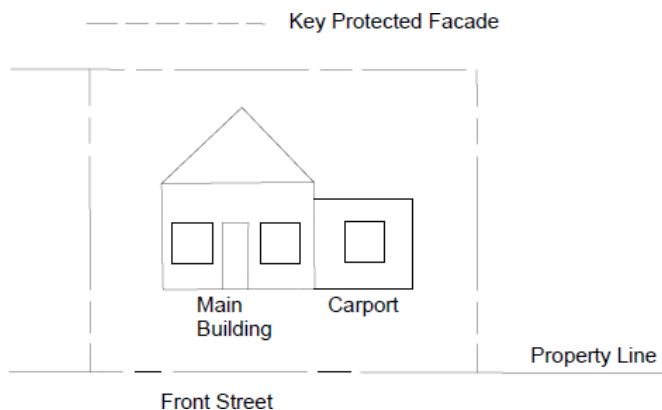 Key Protected Facade
Main
Building
Carport
Property Line
Front Street